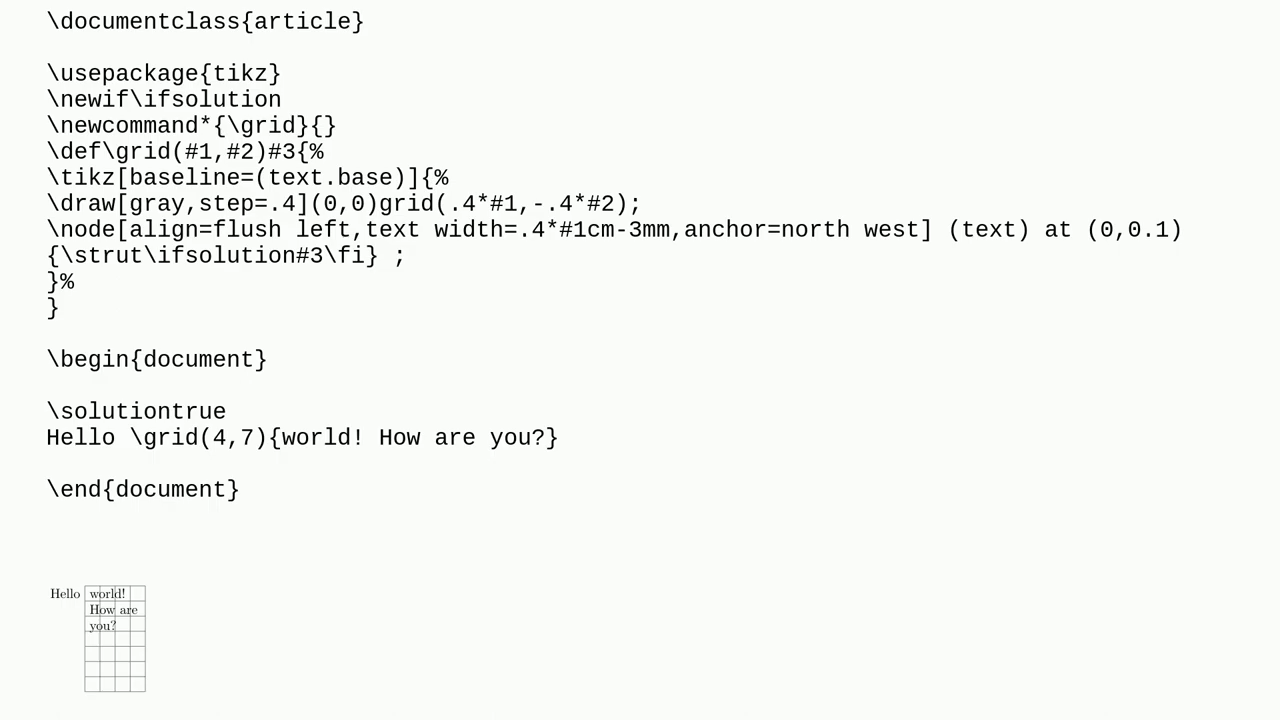 \documentclass{article}
\usepackage{tikz}
\newif\ifsolution
\newcommand*{\grid}{}
\def\grid(#1,#2)#3{%
\tikz[baseline=(text.base)]{%
\draw[gray,step=.4](0,0)grid(.4*#1,-.4*#2);
\node[align=flush left,text width=.4*#1cm-3mm,anchor=north west] (text) at (0,0.1)
{\strut\ifsolution#3\fi} ;
}%
}
\begin{document}
\solutiontrue
Hello \grid(4,7){world! How are you?}
\end{document}
Hello world!
How are
you?